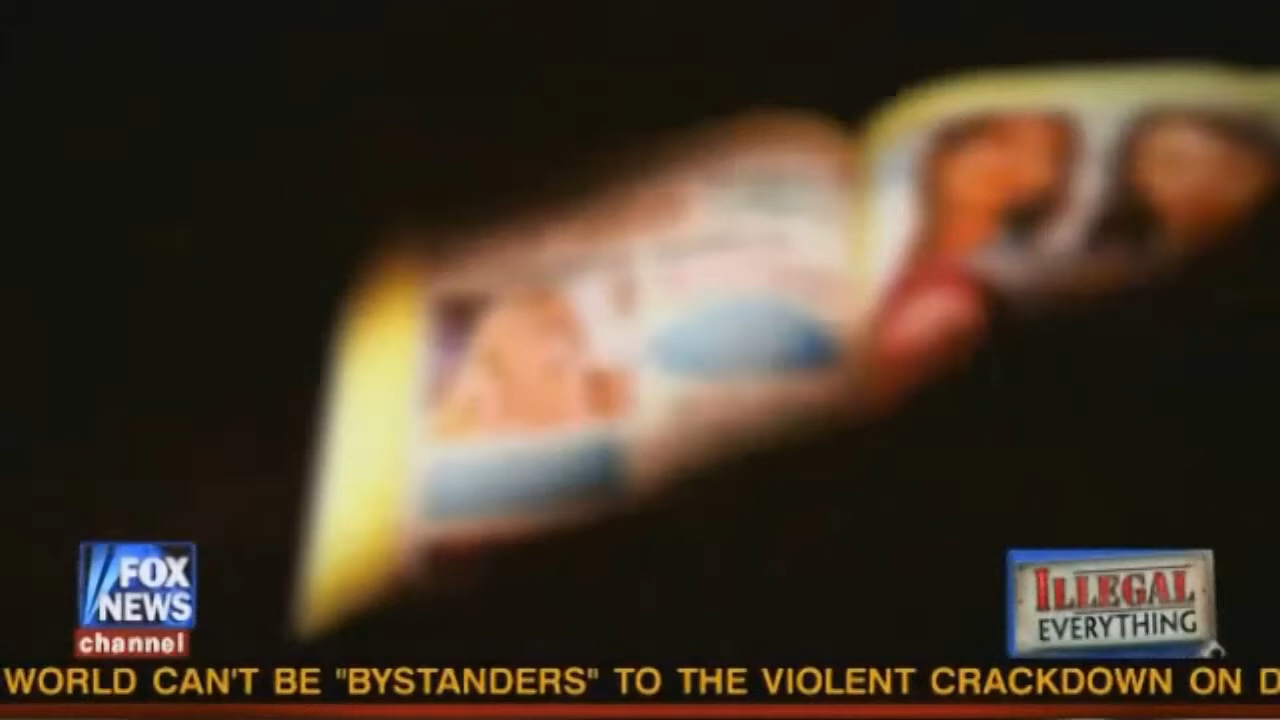 FOX
NEWS
channel
ILLEGAL
EVERYTHING
WORLD CAN'T BE "BYSTANDERS" TO THE VIOLENT CRACKDOWN ON D